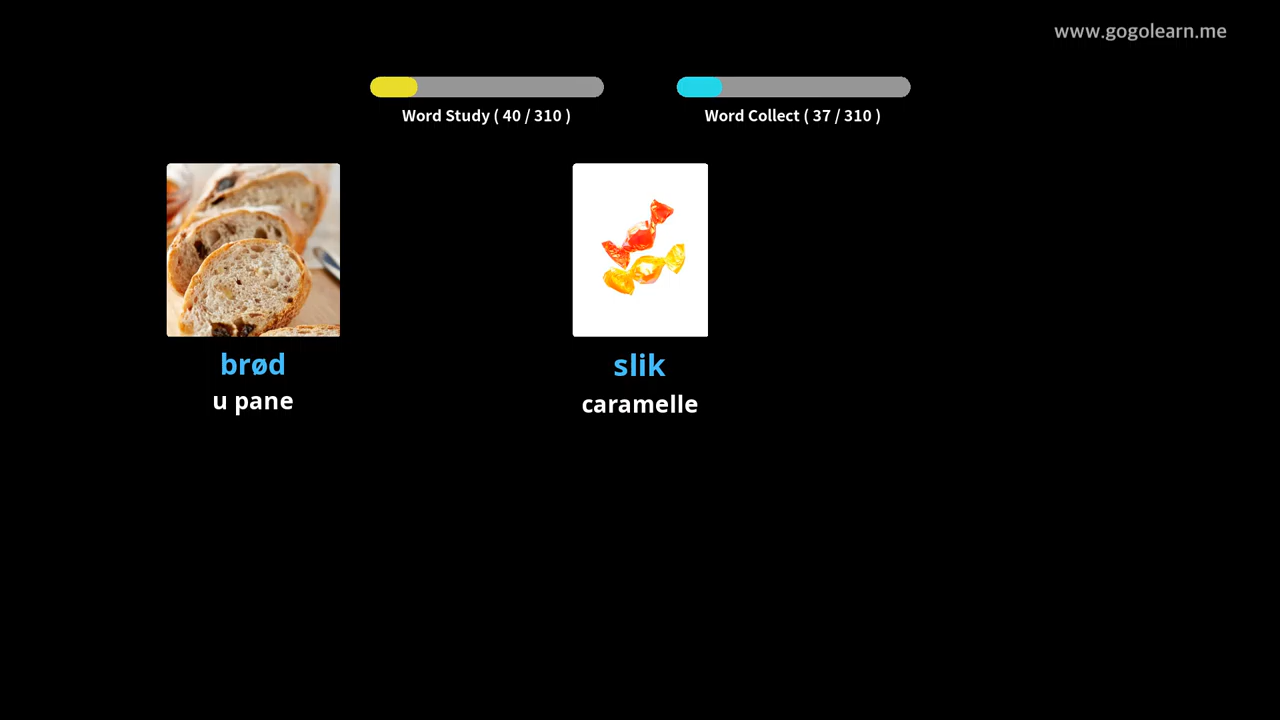 www.gogolearn.me
Word Study ( 40 / 310 )
Word Collect ( 37 / 310 )
brød
u pane
slik
caramelle